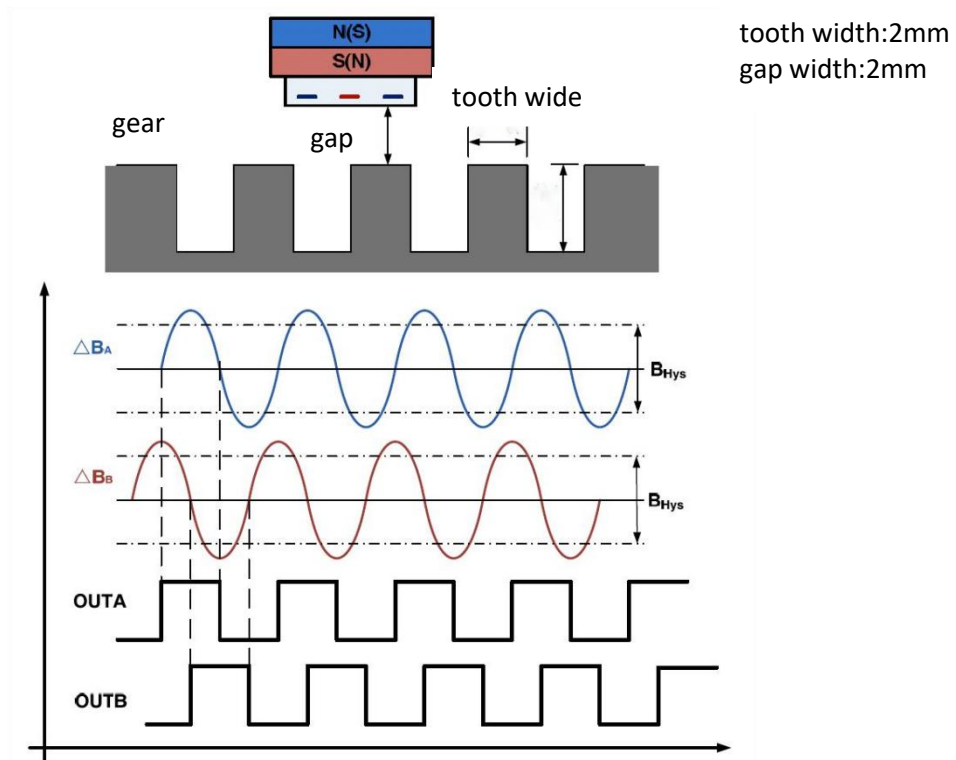 N(S)
S(N)
tooth width:2mm
gap width:2mm
tooth wide
gear
gap
△BA
BHys
△BB
BHys
OUTA
OUTB